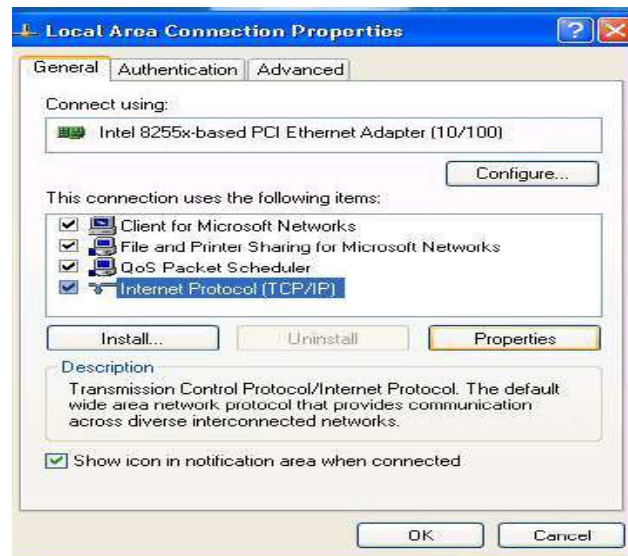 Local Area Connection Properties
General Authentication Advanced
Connect using:
Intel 8255x-based PCI Ethernet Adapter (10/100)
Configure...
This connection uses the following items:
Client for Microsoft Networks
File and Printer Sharing for Microsoft Networks
QoS Packet Scheduler
Internet Protocol (TCP/IP)
Install... Uninstall Properties
Description
Transmission Control Protocol/Internet Protocol. The default
wide area network protocol that provides communication
across diverse interconnected networks.
Show icon in notification area when connected
OK Cancel